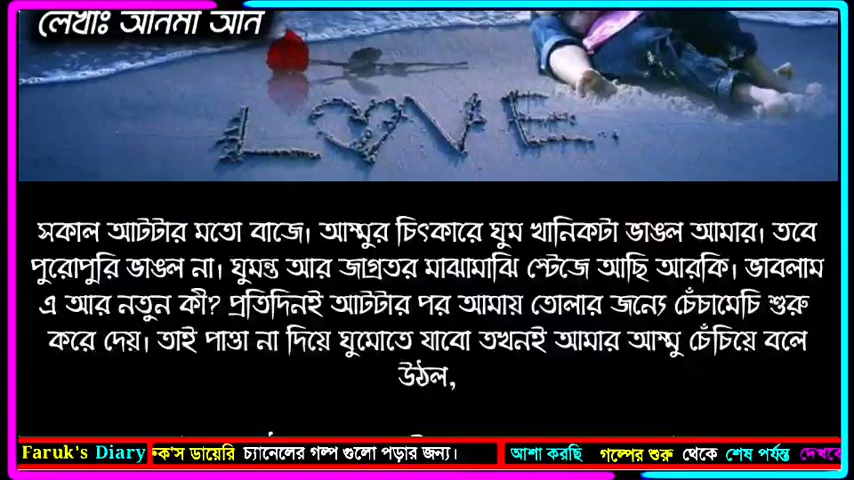 লেখাঃ আনমা আন
LOVE..
সকাল আটটার মতো বাজে। আম্মুর চিৎকারে ঘুম খানিকটা ভাঙল আমার। তবে
পুরোপুরি ভাঙল না। ঘুমন্ত আর জাগ্রতর মাঝামাঝি স্টেজে আছি আরকি। ভাবলাম
এ আর নতুন কী? প্রতিদিনই আটটার পর আমায় তোলার জন্যে চেঁচামেচি শুরু
করে দেয়। তাই পাত্তা না দিয়ে ঘুমোতে যাবো তখনই আমার আম্মু চেঁচিয়ে বলে
উঠল,
Faruk's Diary রুক'স ডায়েরি চ্যানেলের গল্প গুলো পড়ার জন্য। আশা করছি গল্পের শুরু থেকে শেষ পর্যন্ত দেখবে